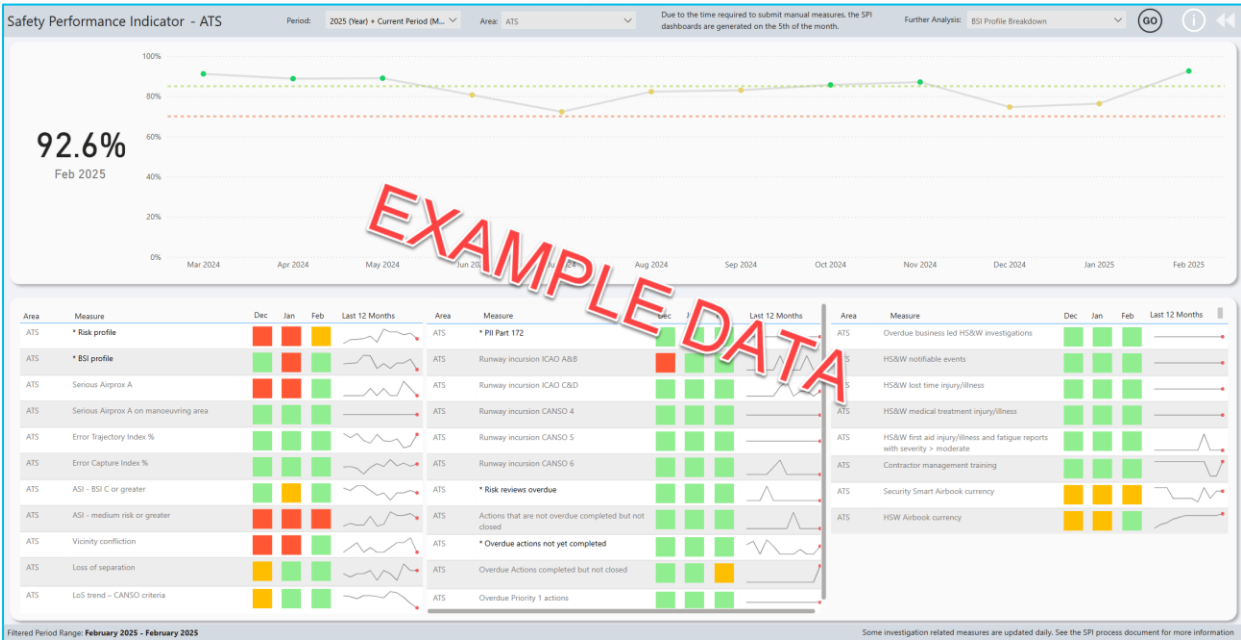 Safety Performance Indicator - ATS
Period: 2025 (Year) + Current Period (M...
Area: ATS
Due to the time required to submit manual measures, the SPI
dashboards are generated on the 5th of the month.
Further Analysis: BSI Profile Breakdown
GO
100%
80%
60%
40%
20%
0%
92.6%
Feb 2025
Mar 2024 Apr 2024 May 2024 Jun Aug 2024 Sep 2024 Oct 2024 Nov 2024 Dec 2024 Jan 2025 Feb 2025
EXAMPLE DATA
Area Measure Dec Jan Feb Last 12 Months
ATS * Risk profile
ATS * BSI profile
ATS Serious Airprox A
ATS Serious Airprox A on manoeuvring area
ATS Error Trajectory Index %
ATS Error Capture Index %
ATS ASI - BSI C or greater
ATS ASI - medium risk or greater
ATS Vicinity confliction
ATS Loss of separation
ATS LoS trend – CANSO criteria
Area Measure Dec Last 12 Months
ATS * PII Part 172
ATS Runway incursion ICAO A&B
ATS Runway incursion ICAO C&D
ATS Runway incursion CANSO 4
ATS Runway incursion CANSO 5
ATS Runway incursion CANSO 6
ATS * Risk reviews overdue
ATS Actions that are not overdue completed but not
closed
ATS * Overdue actions not yet completed
ATS Overdue Actions completed but not closed
ATS Overdue Priority 1 actions
Area Measure Dec Jan Feb Last 12 Months
ATS Overdue business led HS&W investigations
ATS HS&W notifiable events
ATS HS&W lost time injury/illness
ATS HS&W medical treatment injury/illness
ATS HS&W first aid injury/illness and fatigue reports
with severity > moderate
ATS Contractor management training
ATS Security Smart Airbook currency
ATS HSW Airbook currency
Filtered Period Range: February 2025 - February 2025
Some investigation related measures are updated daily. See the SPI process document for more information